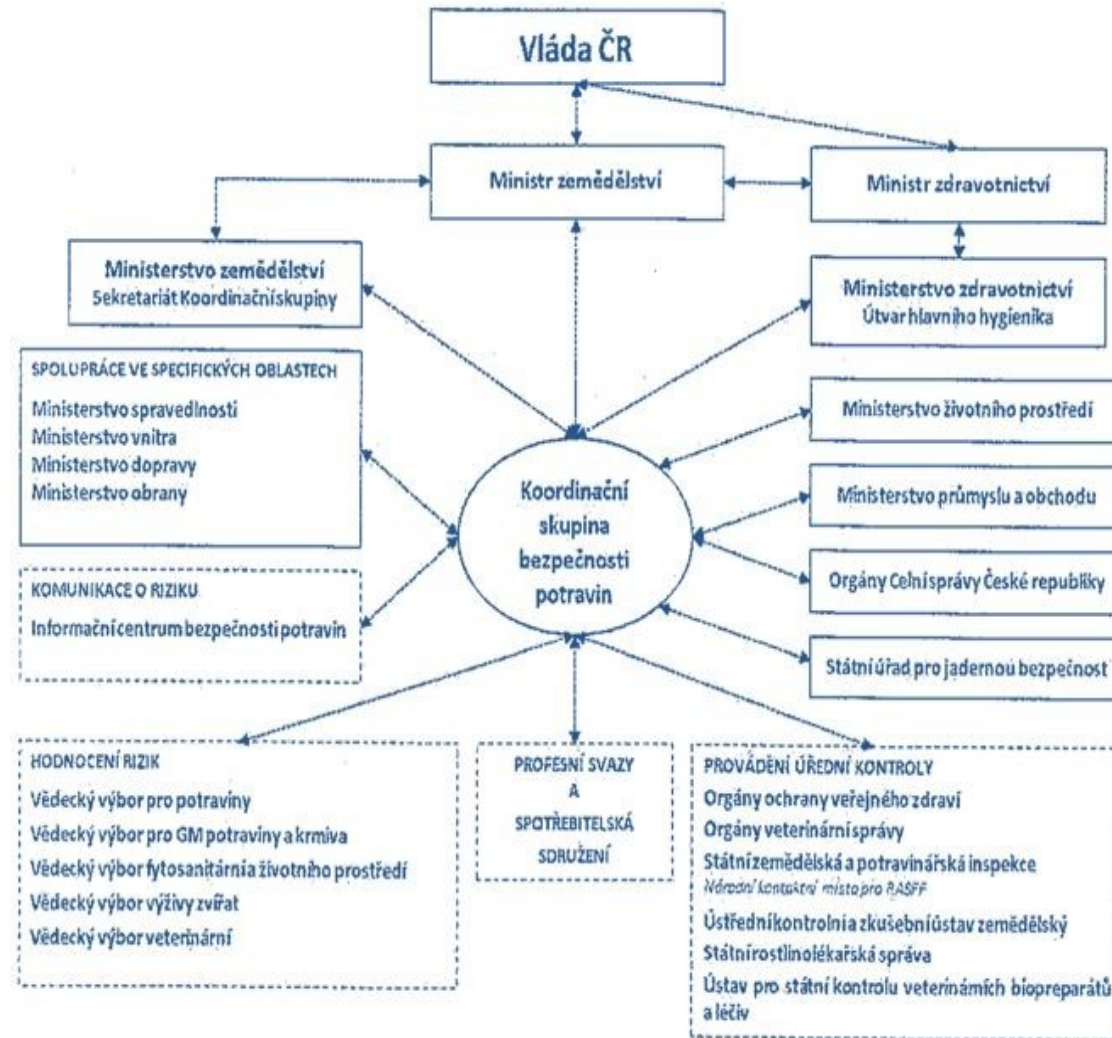 Vláda ČR
Ministr zemědělství
Ministr zdravotnictví
Ministerstvo zemědělství
Sekretariát Koordinační skupiny
Ministerstvo zdravotnictví
Útvar hlavního hygienika
SPOLUPRÁCE VE SPECIFICKÝCH OBLASTECH
Ministerstvo spravedlnosti
Ministerstvo vnitra
Ministerstvo dopravy
Ministerstvo obrany
Ministerstvo životního prostředí
Ministerstvo průmyslu a obchodu
Orgány Celní správy České republiky
Státní úřad pro jadernou bezpečnost
Koordinační
skupina
bezpečnosti
potravin
KOMUNIKACE O RIZIKU
Informační centrum bezpečnosti potravin
HODNOCENÍ RIZIK
Vědecký výbor pro potraviny
Vědecký výbor pro GM potraviny a krmiva
Vědecký výbor fytosanitární a životního prostředí
Vědecký výbor výživy zvířat
Vědecký výbor veterinární
PROFESNÍ SVAZY
A
SPOTŘEBITELSKÁ
SDRUŽENÍ
PROVÁDĚNÍ ÚŘEDNÍ KONTROLY
Orgány ochrany veřejného zdraví
Orgány veterinární správy
Státní zemědělská a potravinářská inspekce
Národní kontaktní místo pro RASFF
Ústřední kontrolní a zkušební ústav zemědělský
Státní rostlinolékařská správa
Ústav pro státní kontrolu veterinárních biopreparátů
a léčiv